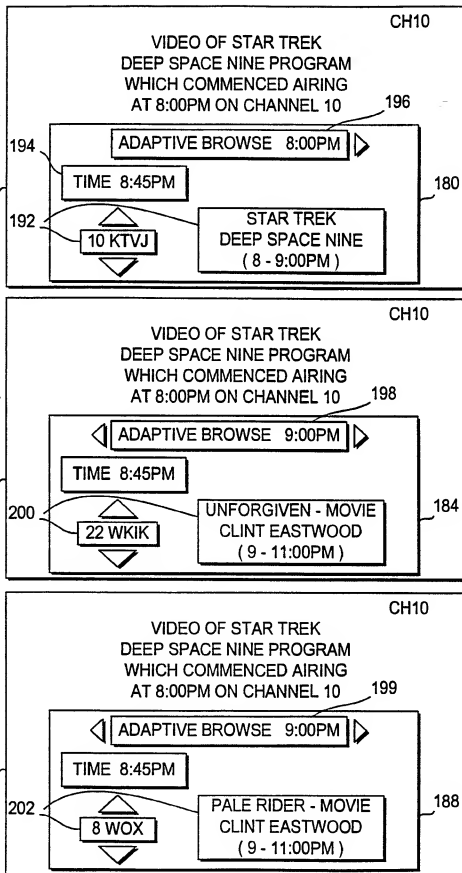 CH10
VIDEO OF STAR TREK
DEEP SPACE NINE PROGRAM
WHICH COMMENCED AIRING
AT 8:00PM ON CHANNEL 10
196
194
ADAPTIVE BROWSE 8:00PM
TIME 8:45PM
180
192
10 KTVJ
STAR TREK
DEEP SPACE NINE
( 8 - 9:00PM )
CH10
VIDEO OF STAR TREK
DEEP SPACE NINE PROGRAM
WHICH COMMENCED AIRING
AT 8:00PM ON CHANNEL 10
198
ADAPTIVE BROWSE 9:00PM
TIME 8:45PM
200
22 WKIK
UNFORGIVEN - MOVIE
CLINT EASTWOOD
( 9 - 11:00PM )
184
CH10
VIDEO OF STAR TREK
DEEP SPACE NINE PROGRAM
WHICH COMMENCED AIRING
AT 8:00PM ON CHANNEL 10
199
ADAPTIVE BROWSE 9:00PM
TIME 8:45PM
202
8 WOX
PALE RIDER - MOVIE
CLINT EASTWOOD
( 9 - 11:00PM )
188